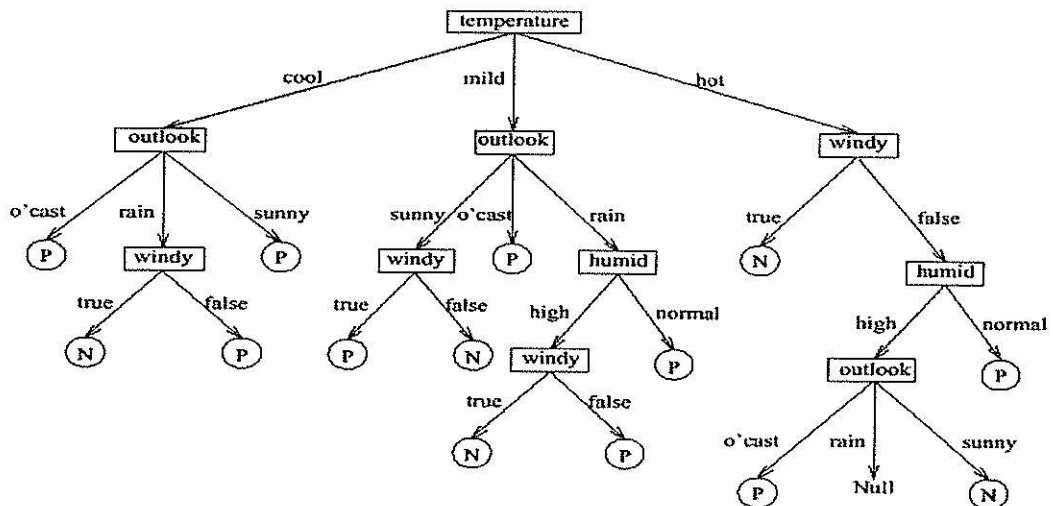 temperature
cool mild hot
outlook outlook windy
o'cast rain sunny sunny o'cast rain true false
P windy P windy P humid N humid
true false true false high normal high normal
N P P N windy P outlook P
true false o'cast rain sunny
N P P Null N